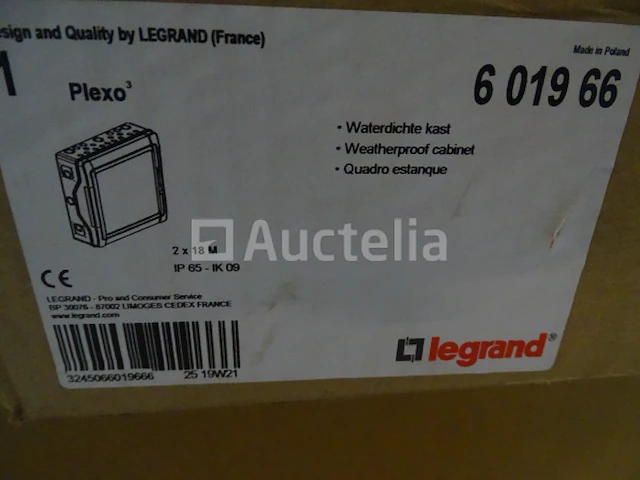 esign and Quality by LEGRAND (France)
Made in Poland
1
Plexo³
6 019 66
• Waterdichte kast
• Weatherproof cabinet
• Quadro estanque
2 x 18 M
Auctelia
IP 65 - IK 09
CE
LEGRAND - Pro and Consumer Service
BP 30076 - 87002 LIMOGES CEDEX FRANCE
www.legrand.com
legrand®
3245066019666
25 19W21